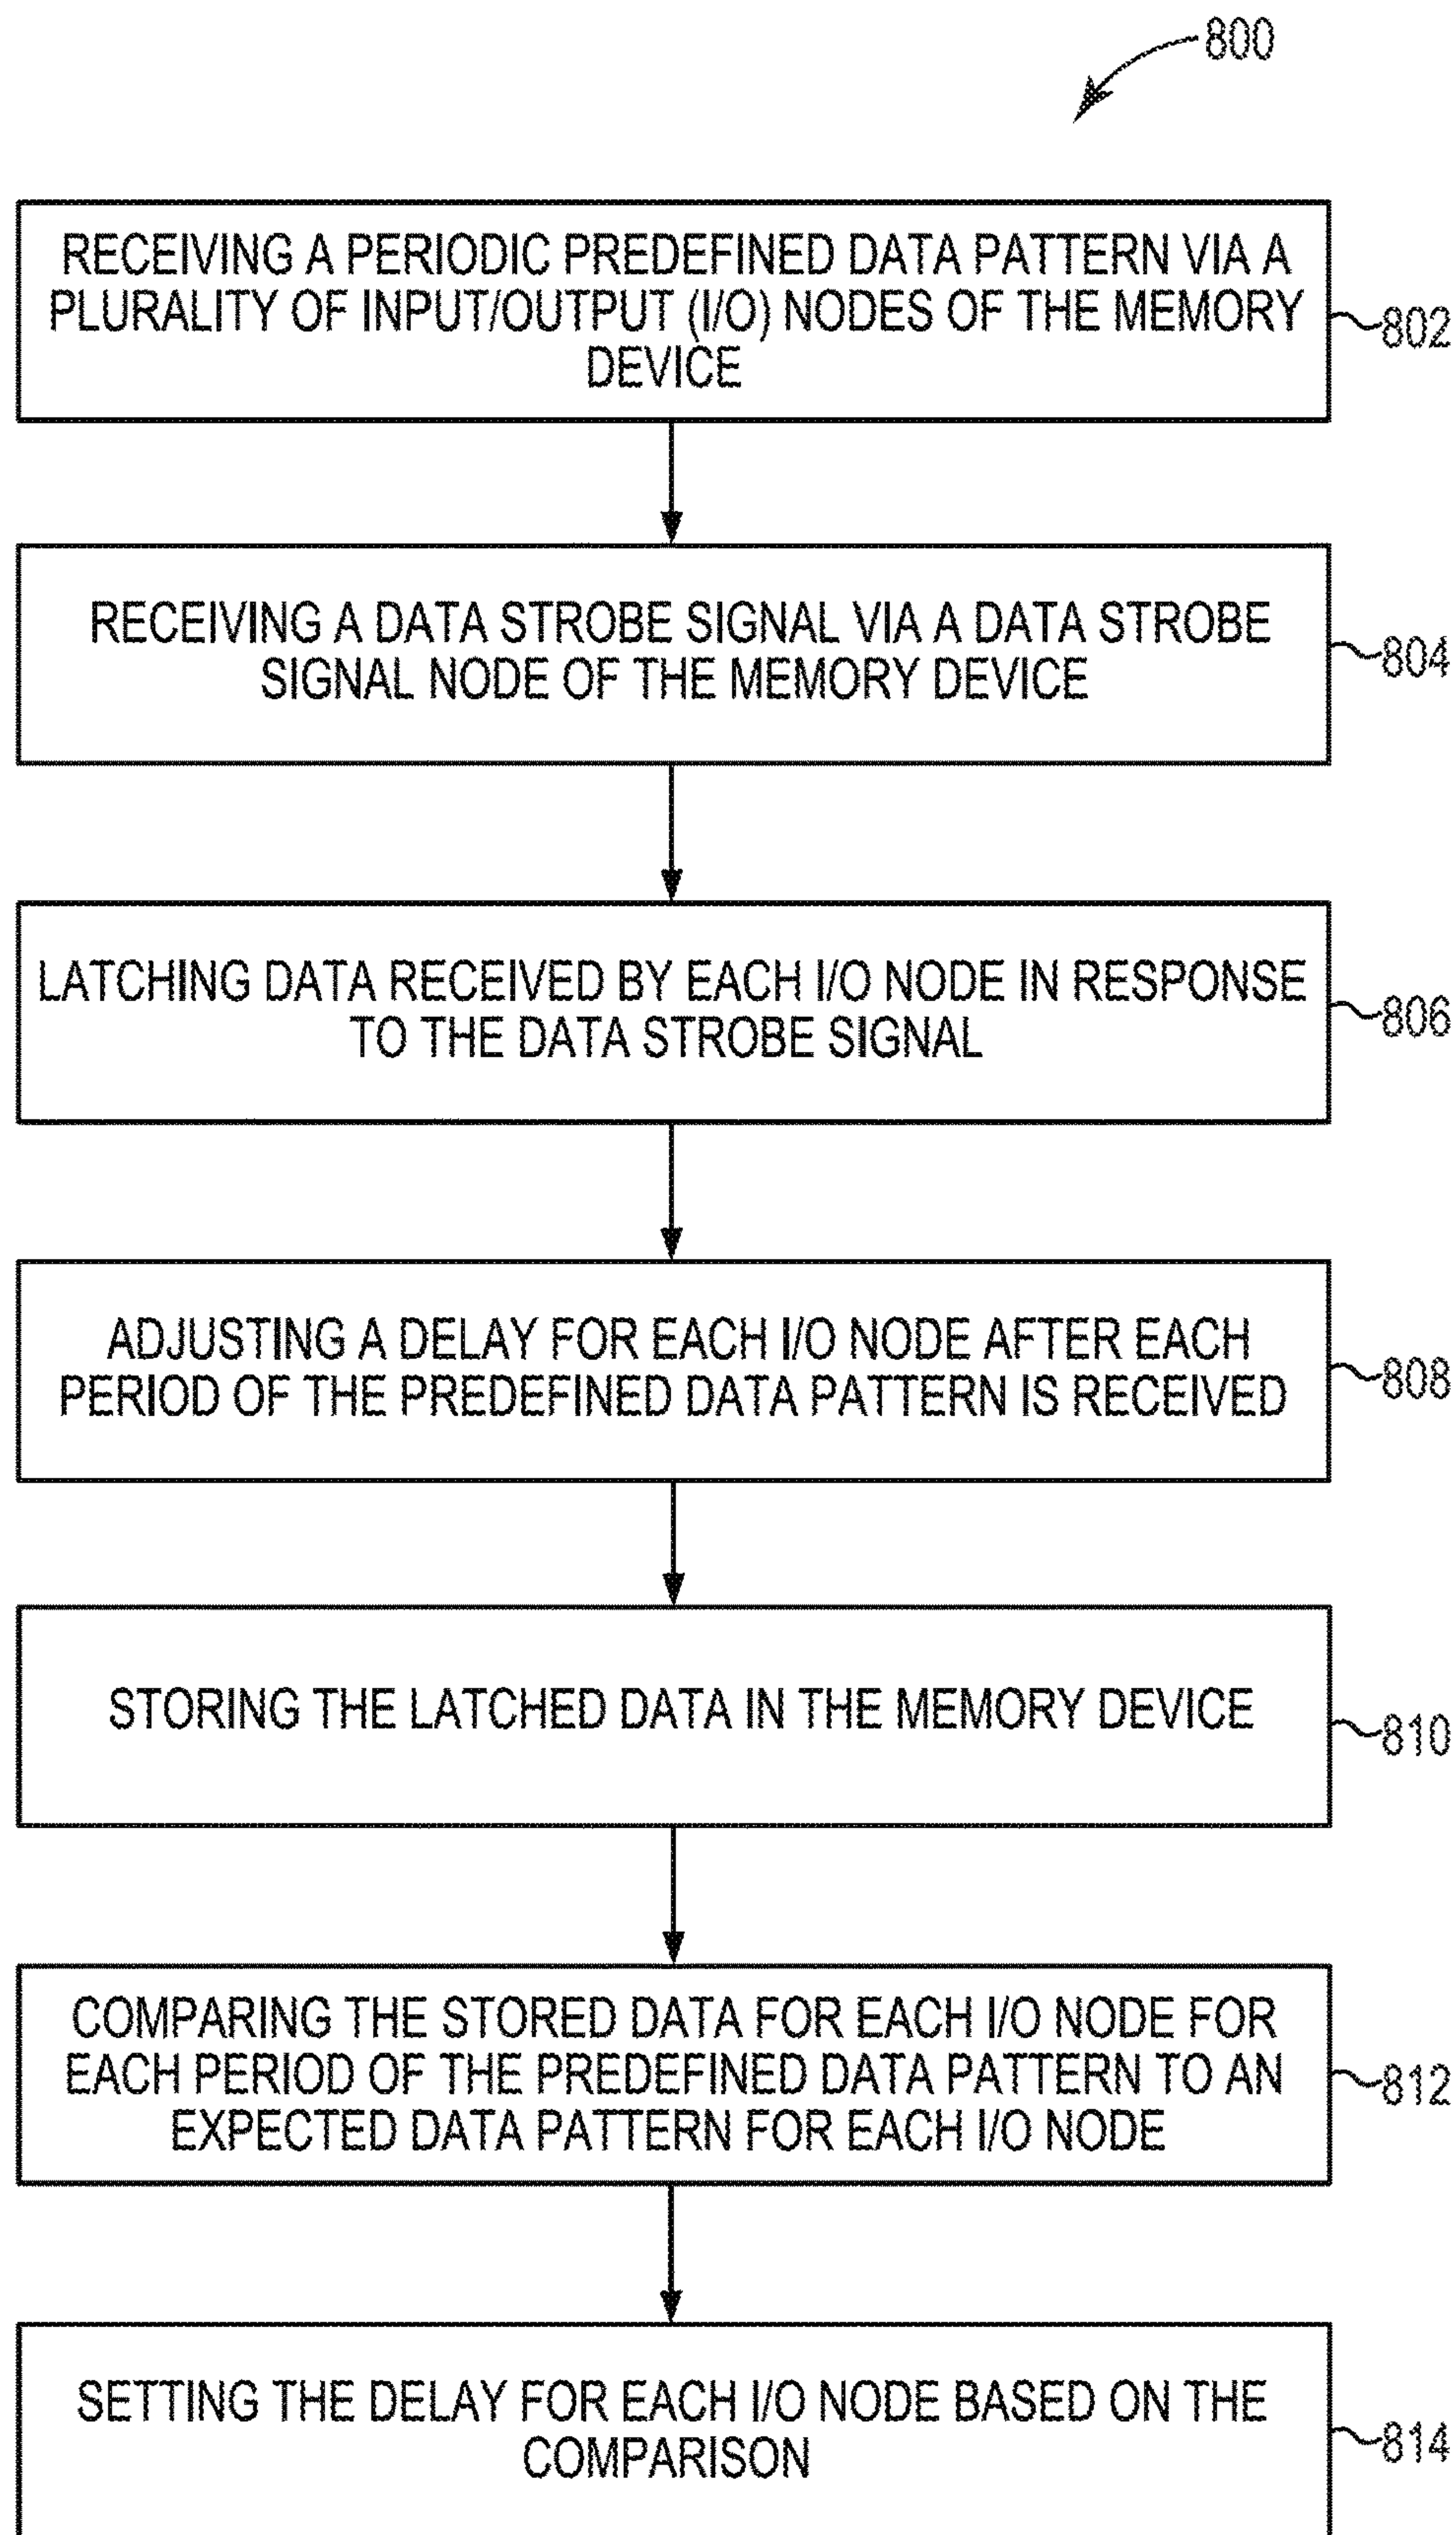 800
RECEIVING A PERIODIC PREDEFINED DATA PATTERN VIA A
PLURALITY OF INPUT/OUTPUT (I/O) NODES OF THE MEMORY
DEVICE
802
RECEIVING A DATA STROBE SIGNAL VIA A DATA STROBE
SIGNAL NODE OF THE MEMORY DEVICE
804
LATCHING DATA RECEIVED BY EACH I/O NODE IN RESPONSE
TO THE DATA STROBE SIGNAL
806
ADJUSTING A DELAY FOR EACH I/O NODE AFTER EACH
PERIOD OF THE PREDEFINED DATA PATTERN IS RECEIVED
808
STORING THE LATCHED DATA IN THE MEMORY DEVICE
810
COMPARING THE STORED DATA FOR EACH I/O NODE FOR
EACH PERIOD OF THE PREDEFINED DATA PATTERN TO AN
EXPECTED DATA PATTERN FOR EACH I/O NODE
812
SETTING THE DELAY FOR EACH I/O NODE BASED ON THE
COMPARISON
814